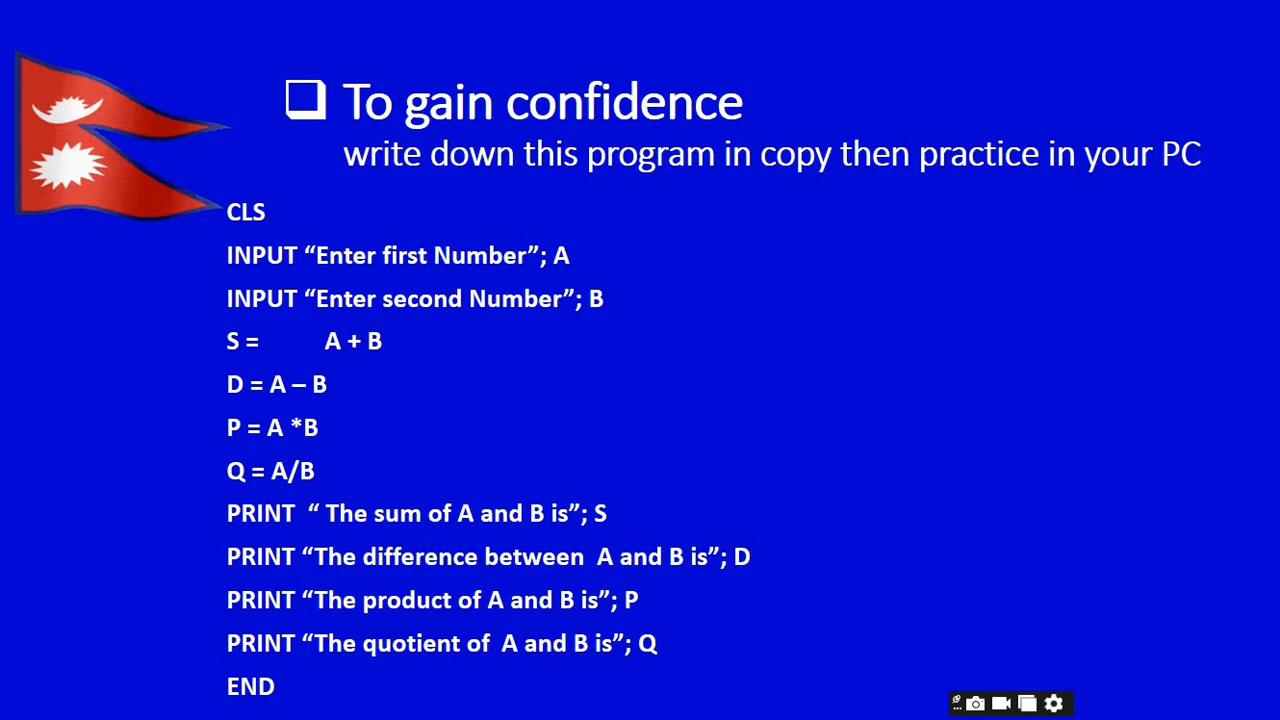 To gain confidence
write down this program in copy then practice in your PC
CLS
INPUT “Enter first Number”; A
INPUT “Enter second Number”; B
S = A + B
D = A – B
P = A *B
Q = A/B
PRINT “ The sum of A and B is”; S
PRINT “The difference between A and B is”; D
PRINT “The product of A and B is”; P
PRINT “The quotient of A and B is”; Q
END